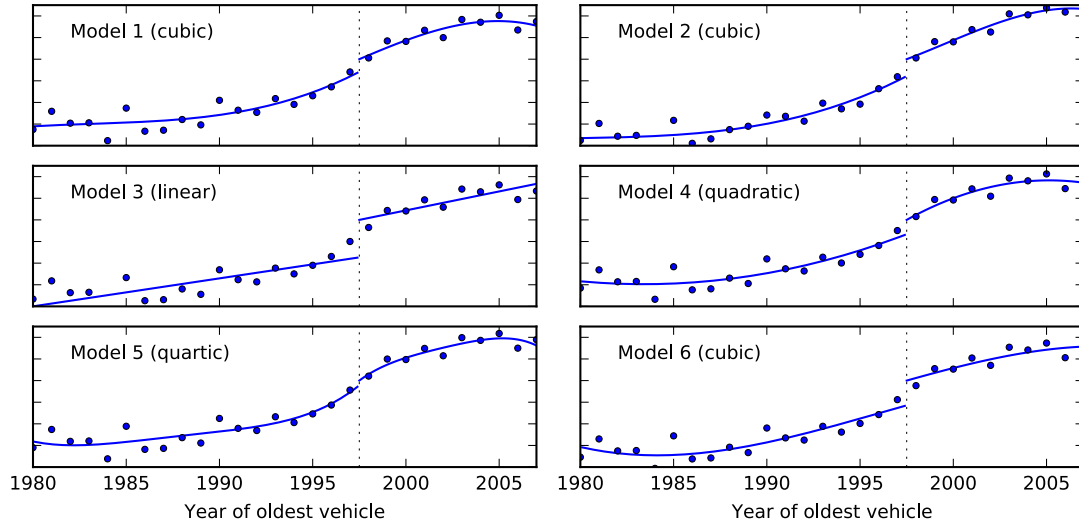 Model 1 (cubic)
Model 2 (cubic)
Model 3 (linear)
Model 4 (quadratic)
Model 5 (quartic)
Model 6 (cubic)
1980 1985 1990 1995 2000 2005
1980 1985 1990 1995 2000 2005
Year of oldest vehicle
Year of oldest vehicle